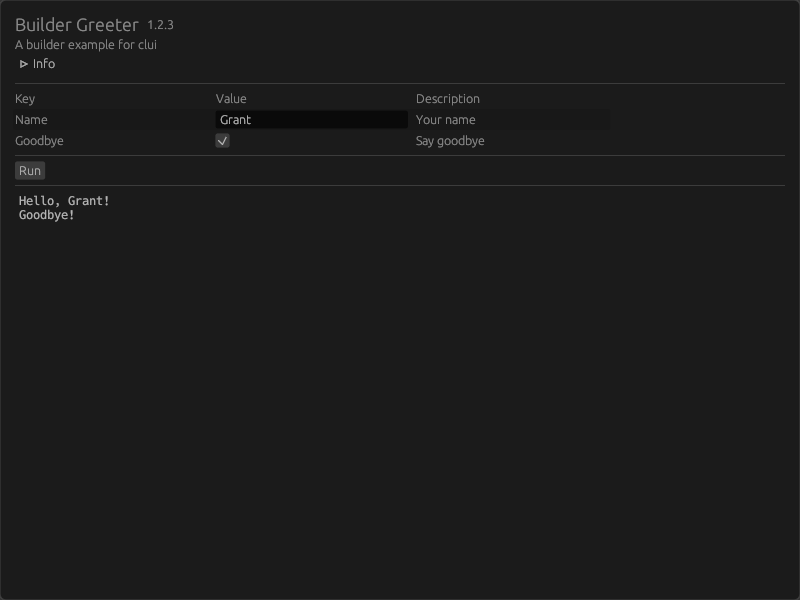 Builder Greeter 1.2.3
A builder example for clui
Info
Key Value Description
Name Grant Your name
Goodbye Say goodbye
Run
Hello, Grant!
Goodbye!